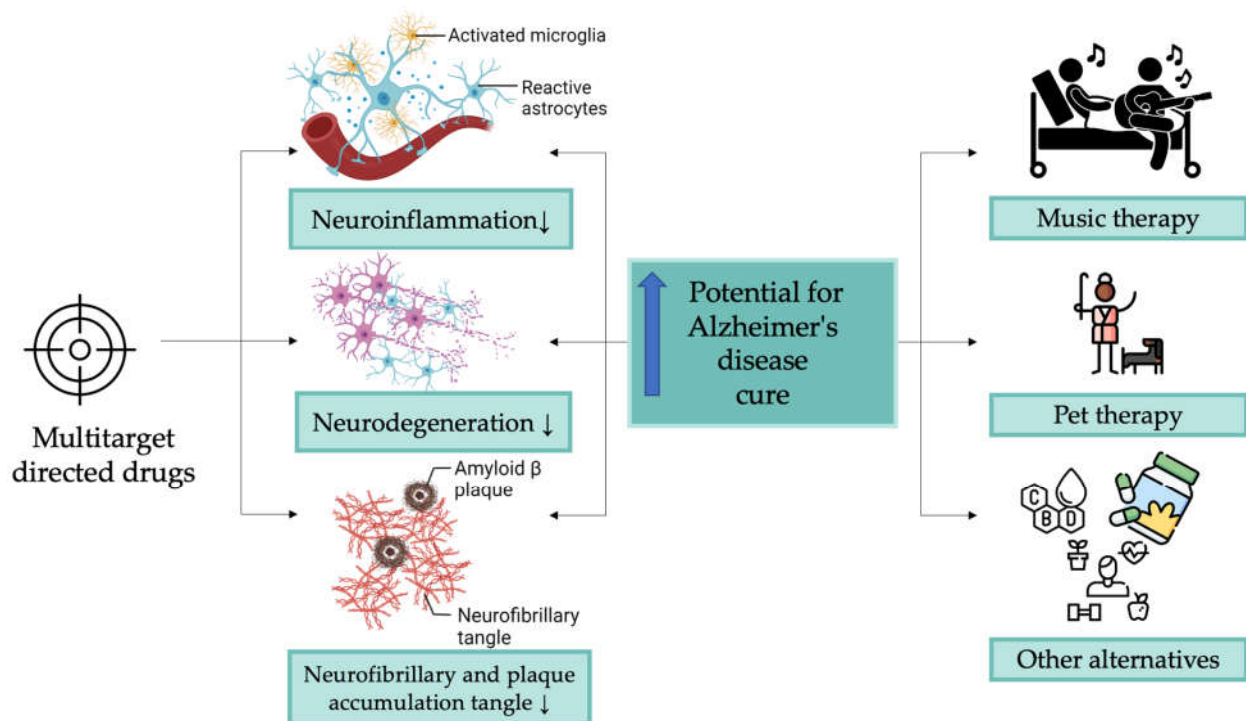 Activated microglia
Reactive
astrocytes
Neuroinflammation↓
Neurodegeneration ↓
Multitarget
directed drugs
Amyloid β
plaque
Neurofibrillary
tangle
Neurofibrillary and plaque
accumulation tangle ↓
Potential for
Alzheimer's
disease
cure
Music therapy
Pet therapy
C B D
Other alternatives